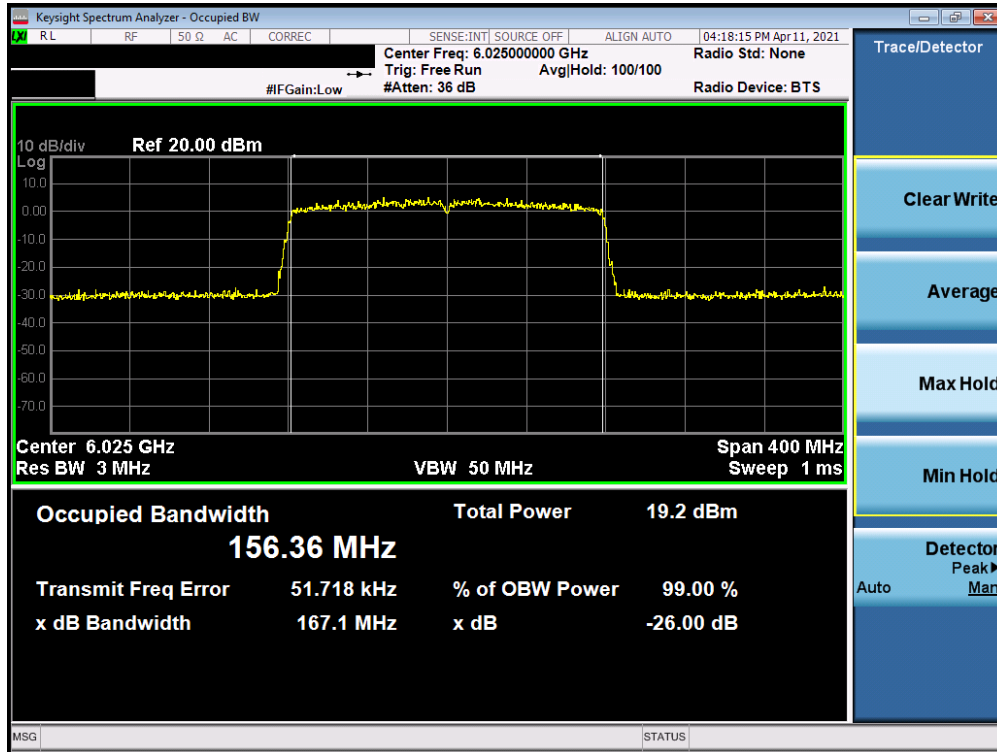 Keysight Spectrum Analyzer - Occupied BW
LXI RL RF 50 Ω AC CORREC SENSE:INT SOURCE OFF ALIGN AUTO 04:18:15 PM Apr 11, 2021
Center Freq: 6.025000000 GHz Radio Std: None
Trig: Free Run Avg|Hold: 100/100
#IFGain:Low #Atten: 36 dB Radio Device: BTS
Trace/Detector
10 dB/div Ref 20.00 dBm
Log
10.0
0.00
-10.0
-20.0
-30.0
-40.0
-50.0
-60.0
-70.0
Center 6.025 GHz Span 400 MHz
Res BW 3 MHz VBW 50 MHz Sweep 1 ms
Occupied Bandwidth Total Power 19.2 dBm
156.36 MHz
Transmit Freq Error 51.718 kHz % of OBW Power 99.00 %
x dB Bandwidth 167.1 MHz x dB -26.00 dB
Clear Write
Average
Max Hold
Min Hold
Detector
Peak▶
Auto Man
MSG STATUS